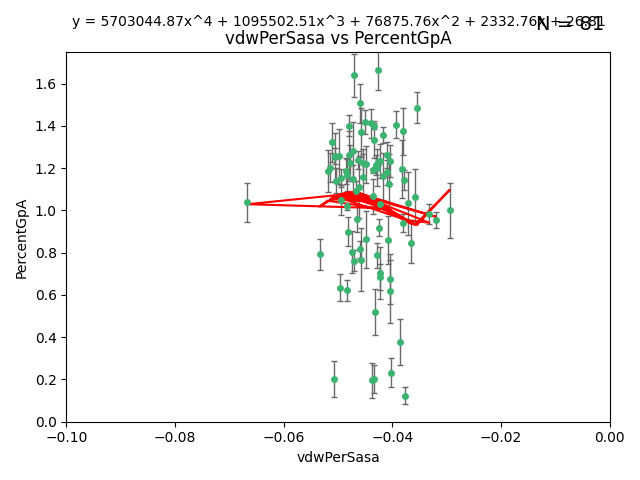 y = 5703044.87x^4 + 1095502.51x^3 + 76875.76x^2 + 2332.76x + 26.81
N = 81
vdwPerSasa vs PercentGpA
PercentGpA
1.6
1.4
1.2
1.0
0.8
0.6
0.4
0.2
0.0
−0.10 −0.08 −0.06 −0.04 −0.02 0.00
vdwPerSasa